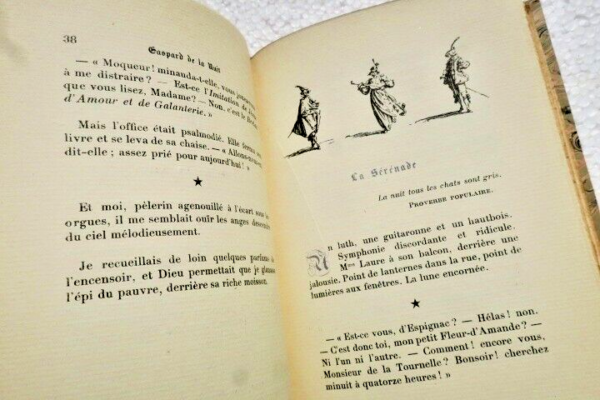 38
Gaspard de la Nuit
— « Moqueur! minauda-t-elle, vous
à me distraire? — Est-ce l'Imitation de
que vous lisez, Madame? — Non, c'est le
d'Amour et de Galanterie. »
Mais l'office était psalmodié. Elle ferma
livre et se leva de sa chaise. — « Allons-
dit-elle; assez prié pour aujourd'hui! »
Et moi, pèlerin agenouillé à l'écart sous
orgues, il me semblait ouïr les anges
du ciel mélodieusement.
Je recueillais de loin quelques parfums
l'encensoir, et Dieu permettait que je
l'épi du pauvre, derrière sa riche moisson.
La Sérénade
La nuit tous les chats sont gris.
Proverbe populaire.
Un luth, une guitaronne et un hautbois.
Symphonie discordante et ridicule.
Mme Laure à son balcon, derrière une
jalousie. Point de lanternes dans la rue, point de
lumières aux fenêtres. La lune encornée.
— « Est-ce vous, d'Espignac? — Hélas! non.
— C'est donc toi, mon petit Fleur-d'Amande? —
Ni l'un ni l'autre. — Comment! encore vous,
Monsieur de la Tournelle? Bonsoir! cherchez
minuit à quatorze heures! »